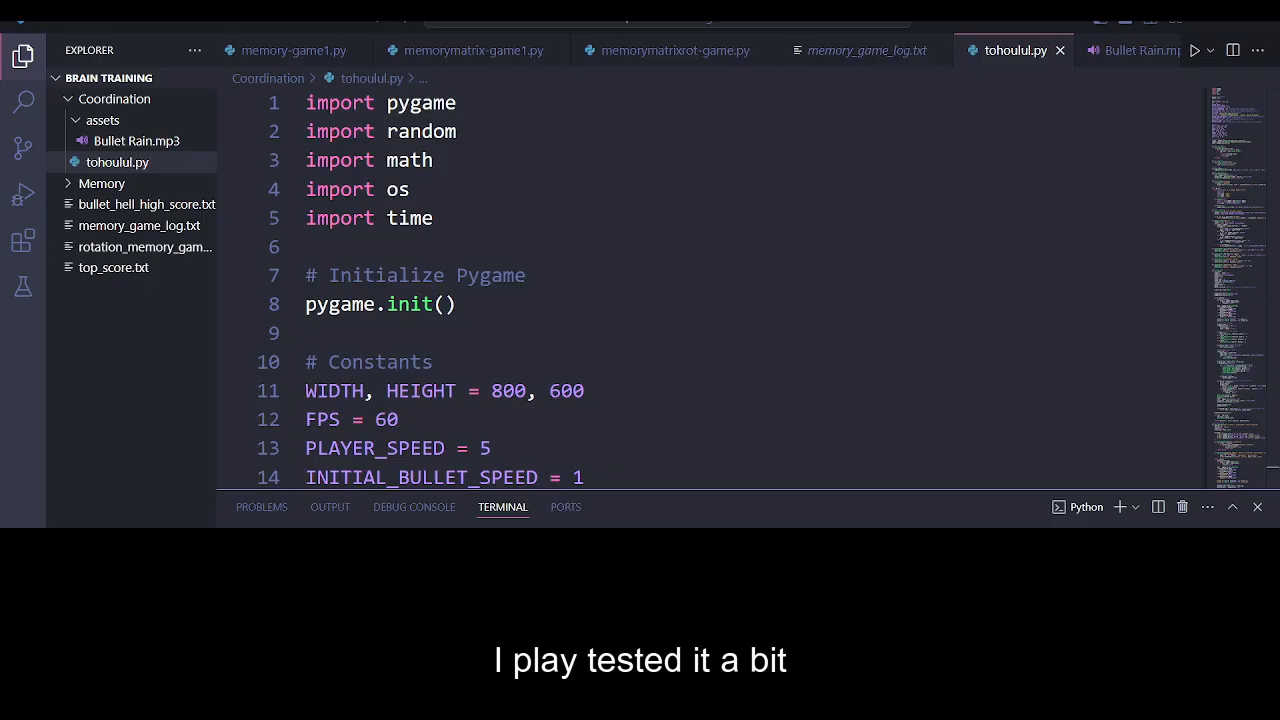 EXPLORER
memory-game1.py
memorymatrix-game1.py
memorymatrixrot-game.py
memory_game_log.txt
tohoulul.py
Bullet Rain.mp
BRAIN TRAINING
Coordination
assets
Bullet Rain.mp3
tohoulul.py
Memory
bullet_hell_high_score.txt
memory_game_log.txt
rotation_memory_gam...
top_score.txt
Coordination > tohoulul.py > ...
1 import pygame
2 import random
3 import math
4 import os
5 import time
6
7 # Initialize Pygame
8 pygame.init()
9
10 # Constants
11 WIDTH, HEIGHT = 800, 600
12 FPS = 60
13 PLAYER_SPEED = 5
14 INITIAL_BULLET_SPEED = 1
PROBLEMS OUTPUT DEBUG CONSOLE TERMINAL PORTS
Python
I play tested it a bit